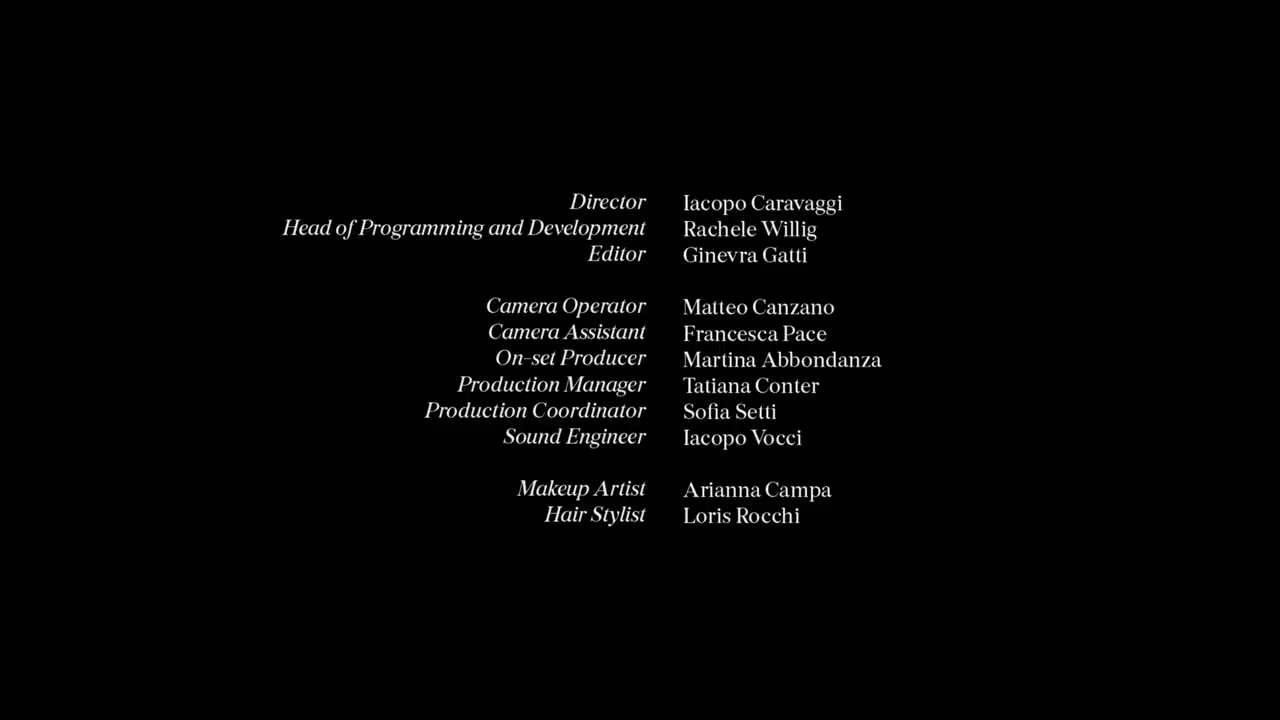 Director Iacopo Caravaggi
Head of Programming and Development Rachele Willig
Editor Ginevra Gatti
Camera Operator Matteo Canzano
Camera Assistant Francesca Pace
On-set Producer Martina Abbondanza
Production Manager Tatiana Conter
Production Coordinator Sofia Setti
Sound Engineer Iacopo Vocci
Makeup Artist Arianna Campa
Hair Stylist Loris Rocchi